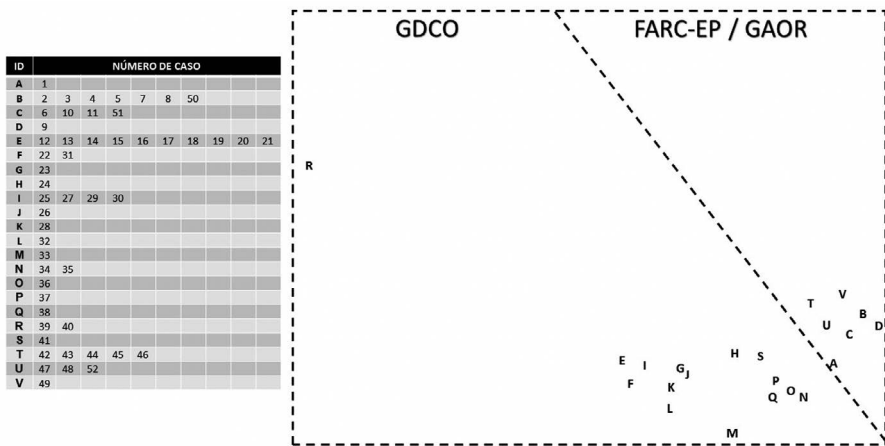 GDCO FARC-EP / GAOR
ID NÚMERO DE CASO
A 1
B 2 3 4 5 7 8 50
C 6 10 11 51
D 9
E 12 13 14 15 16 17 18 19 20 21
F 22 31
G 23
H 24
I 25 27 29 30
J 26
K 28
L 32
M 33
N 34 35
O 36
P 37
Q 38
R 39 40
S 41
T 42 43 44 45 46
U 47 48 52
V 49
R
V
T
B
U D
C
H S
E I A
G
J
F P
K O
Q N
L
M